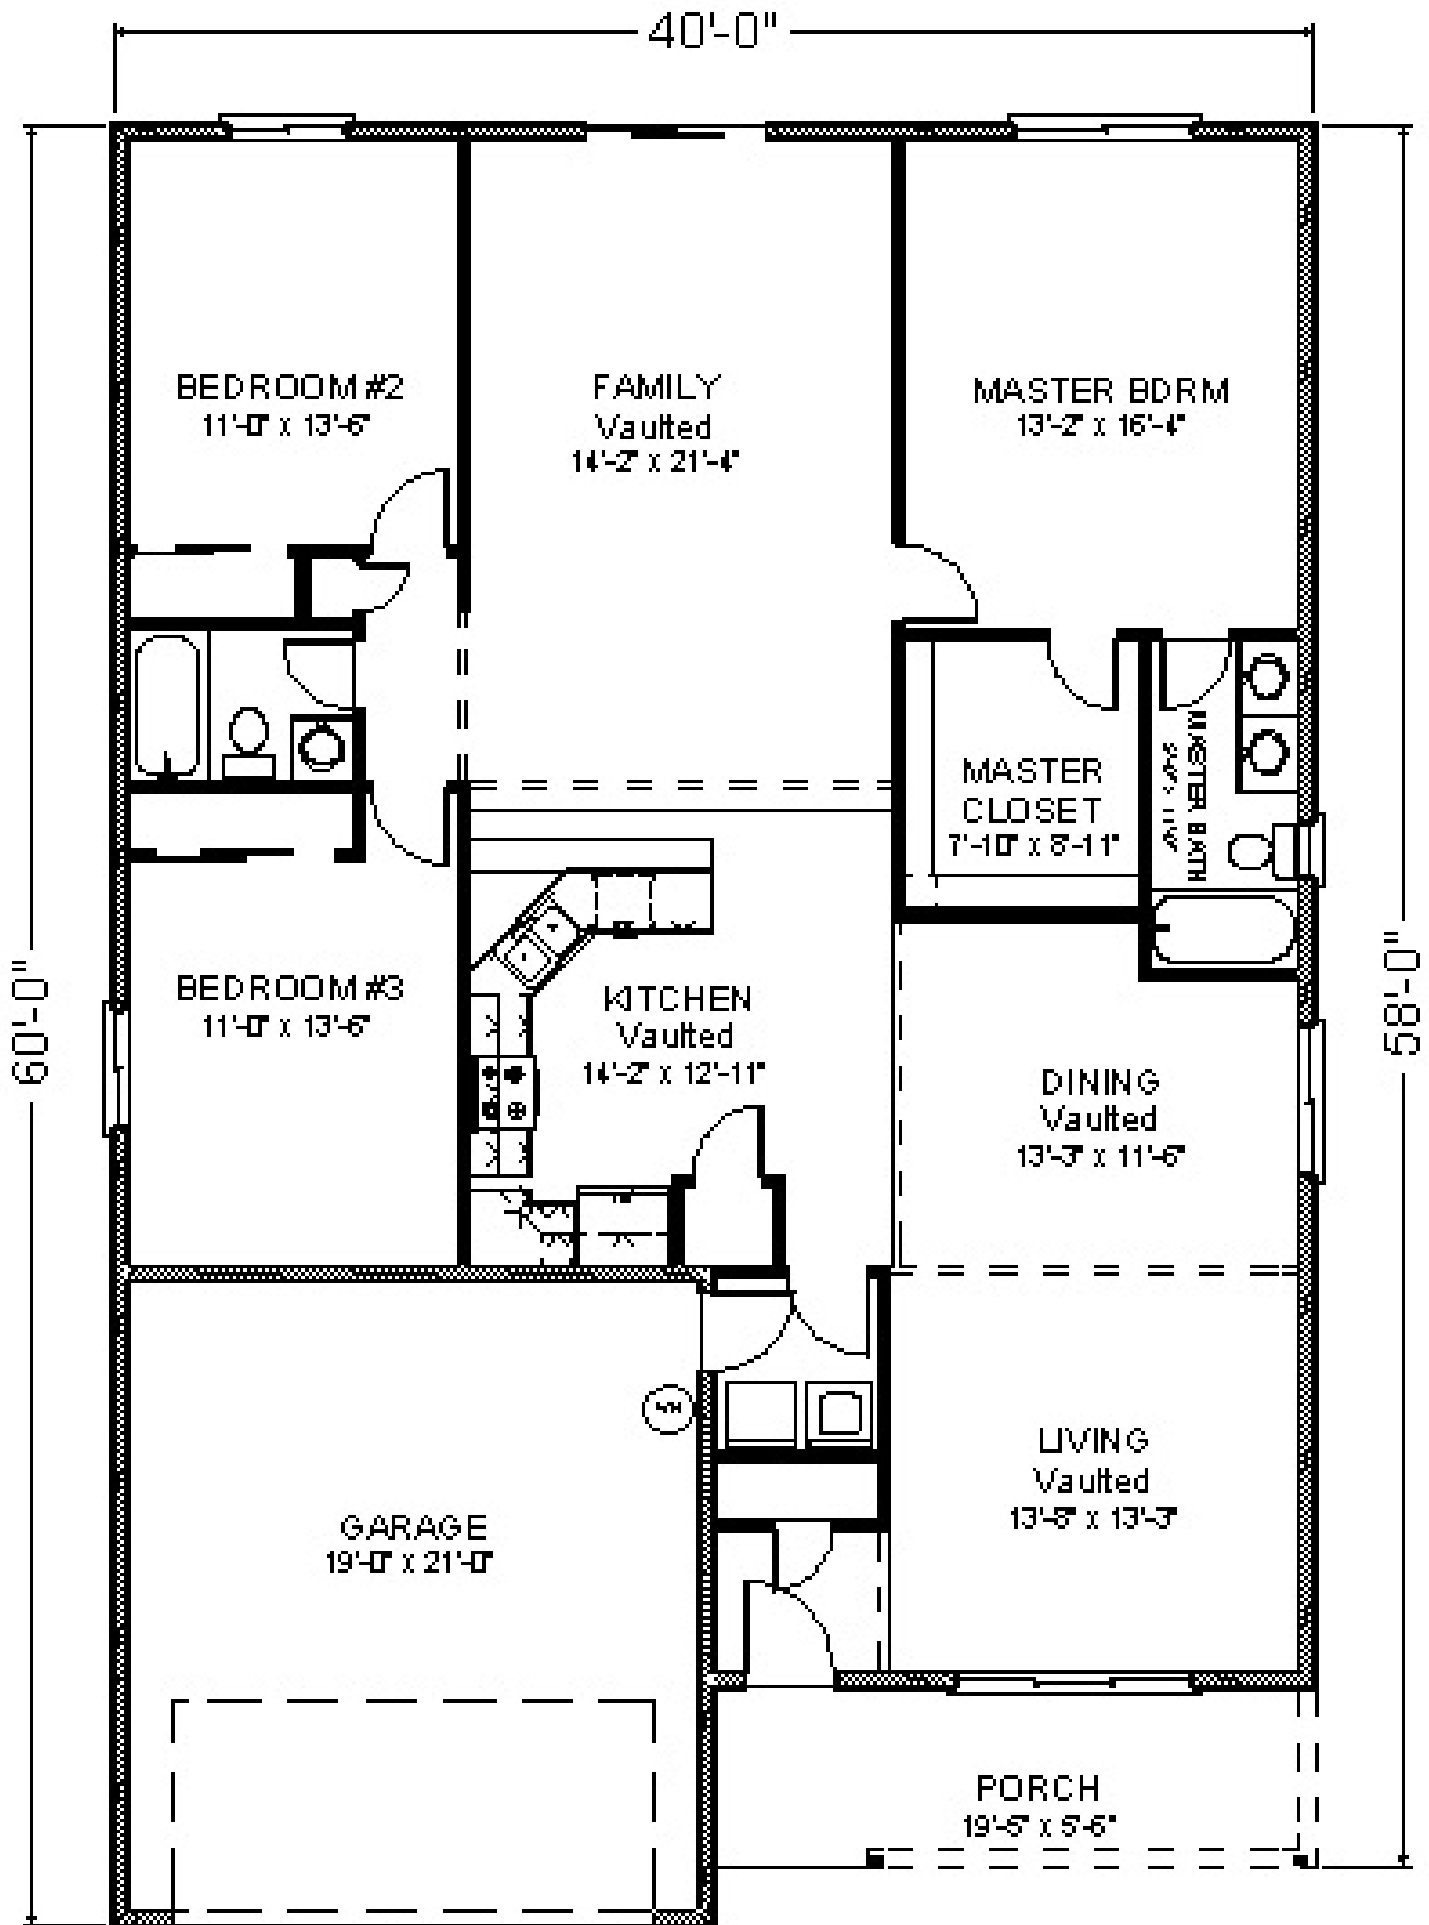 40'-0"
BEDROOM #2
11'-0" x 13'-6"
FAMILY
Vaulted
14'-2" x 21'-4"
MASTER BDRM
13'-2" x 16'-4"
MASTER
CLOSET
7'-10" x 8'-11"
MASTER BATH
60'-0"
58'-0"
BEDROOM #3
11'-0" x 13'-6"
KITCHEN
Vaulted
14'-2" x 12'-11"
DINING
Vaulted
13'-3" x 11'-6"
LIVING
Vaulted
13'-8" x 13'-3"
WH
GARAGE
19'-0" x 21'-0"
PORCH
19'-5" x 5'-6"